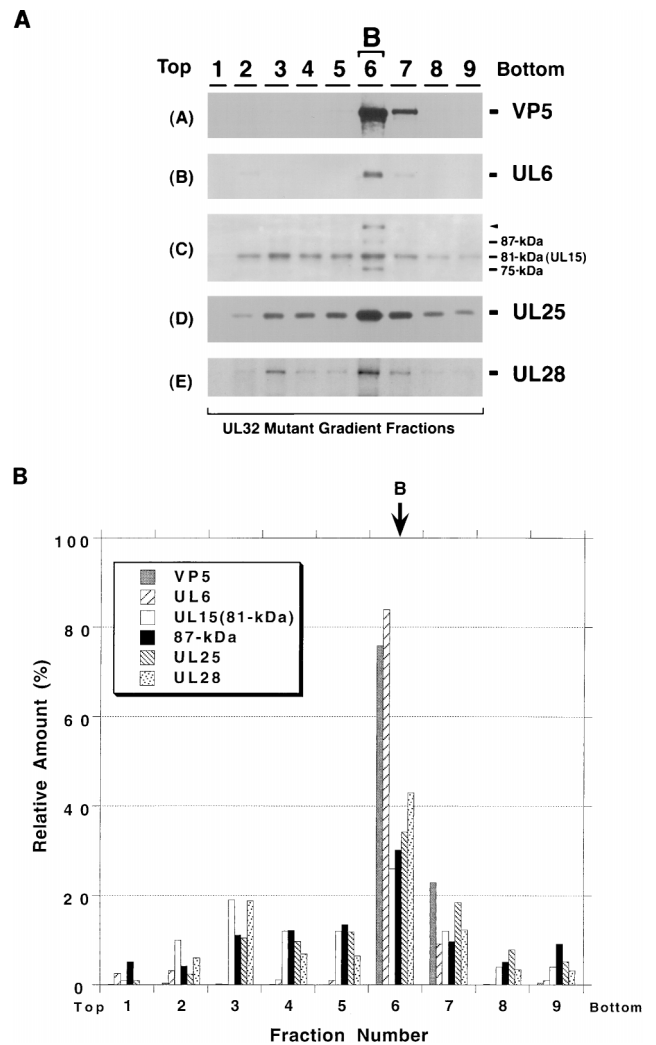 A
B
Top 1 2 3 4 5 6 7 8 9 Bottom
(A) VP5
(B) UL6
(C) 87-kDa
81-kDa (UL15)
75-kDa
(D) UL25
(E) UL28
UL32 Mutant Gradient Fractions
B
B
100
80
60
40
20
0
Relative Amount (%)
VP5
UL6
UL15(81-kDa)
87-kDa
UL25
UL28
Top 1 2 3 4 5 6 7 8 9 Bottom
Fraction Number